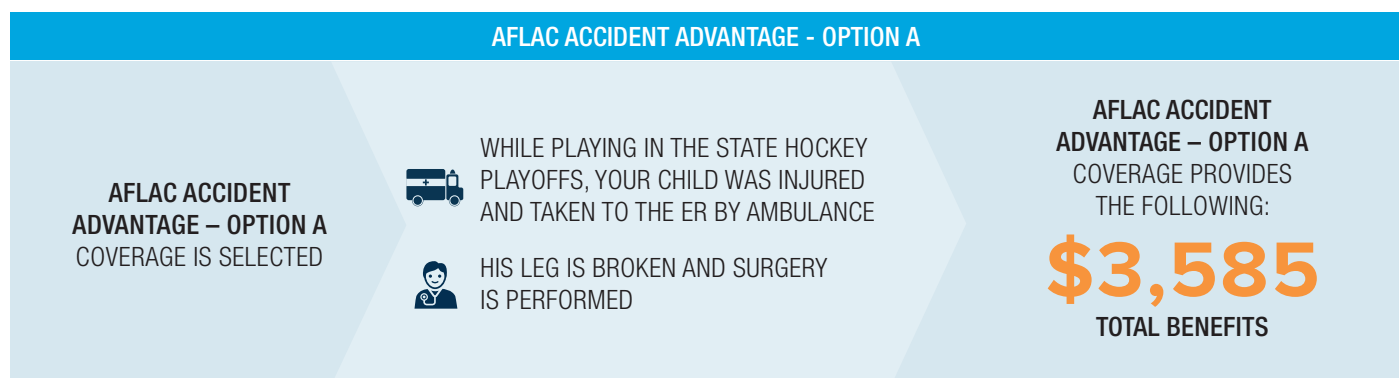 AFLAC ACCIDENT ADVANTAGE - OPTION A
AFLAC ACCIDENT
ADVANTAGE – OPTION A
COVERAGE IS SELECTED
WHILE PLAYING IN THE STATE HOCKEY
PLAYOFFS, YOUR CHILD WAS INJURED
AND TAKEN TO THE ER BY AMBULANCE
HIS LEG IS BROKEN AND SURGERY
IS PERFORMED
AFLAC ACCIDENT
ADVANTAGE – OPTION A
COVERAGE PROVIDES
THE FOLLOWING:
$3,585
TOTAL BENEFITS